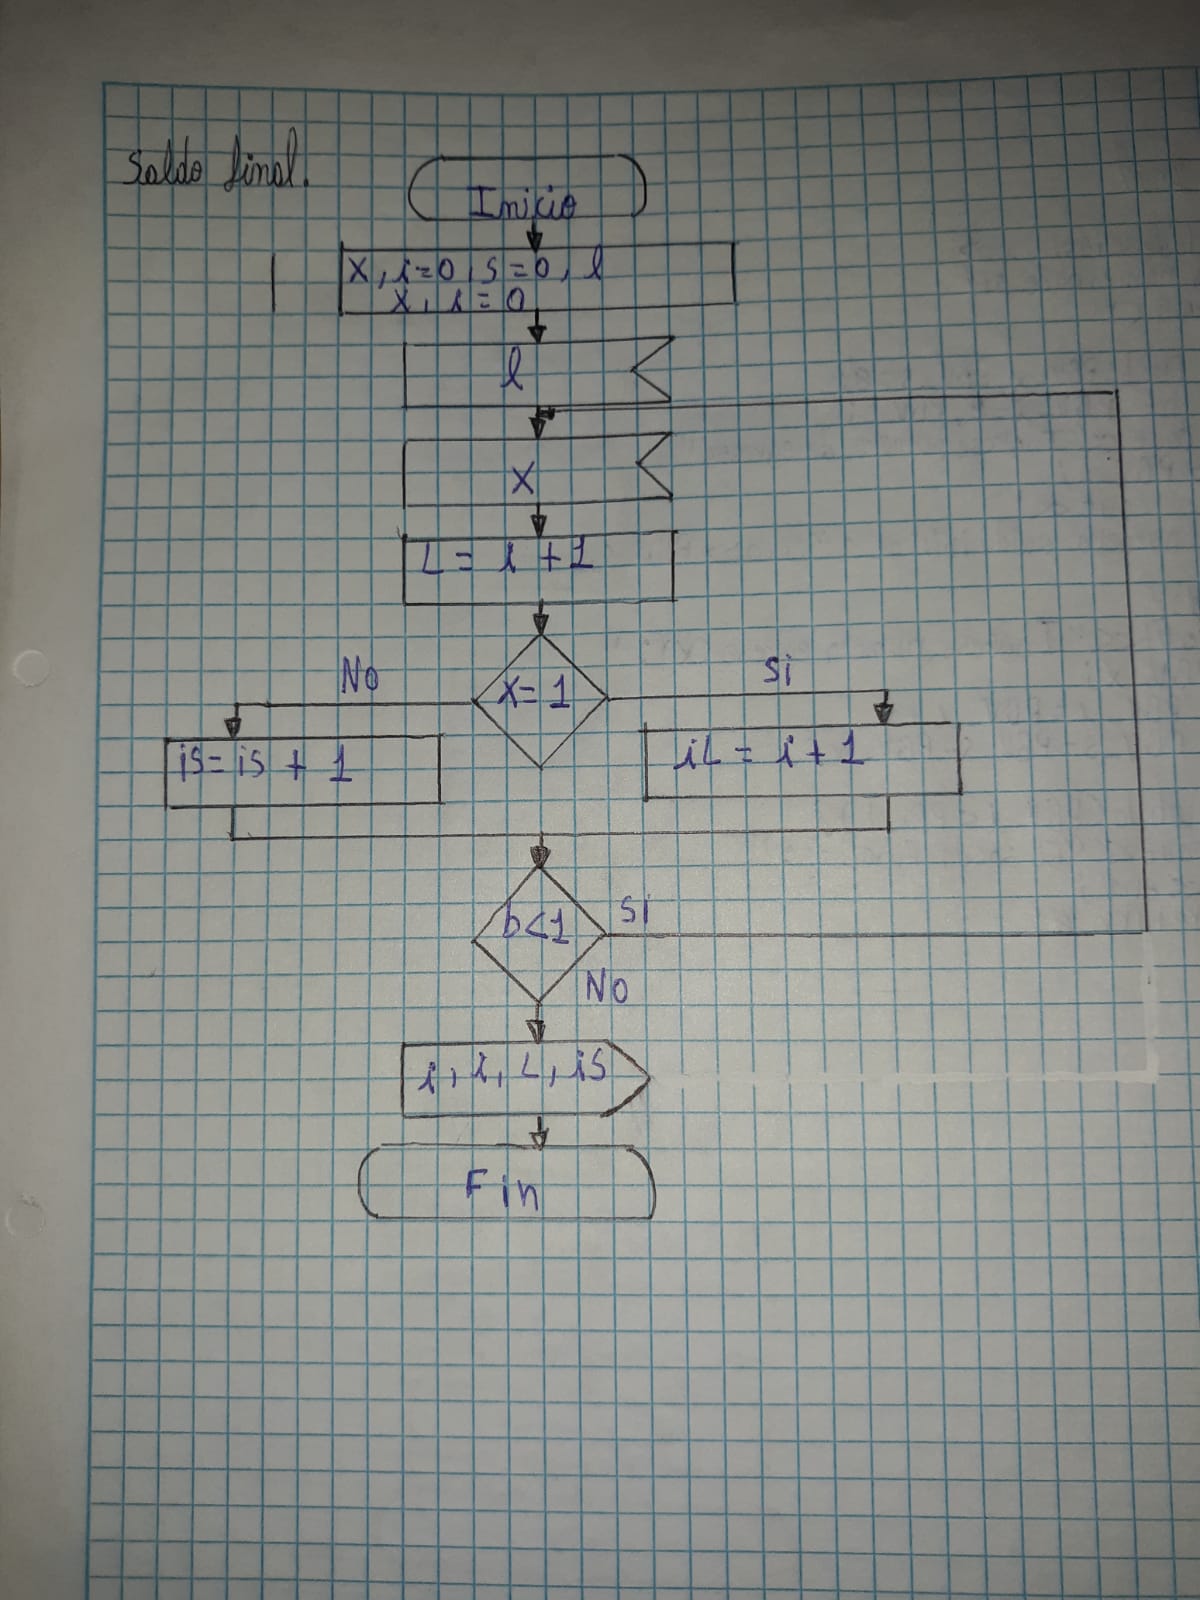 Saldo final.
Inicio
X, i=0, s=0, l
X, i=0
l
X
L = i + 1
No
X= 1
Si
is= is + 1
iL = i + 1
b<1
Si
No
i, i, L, is
Fin